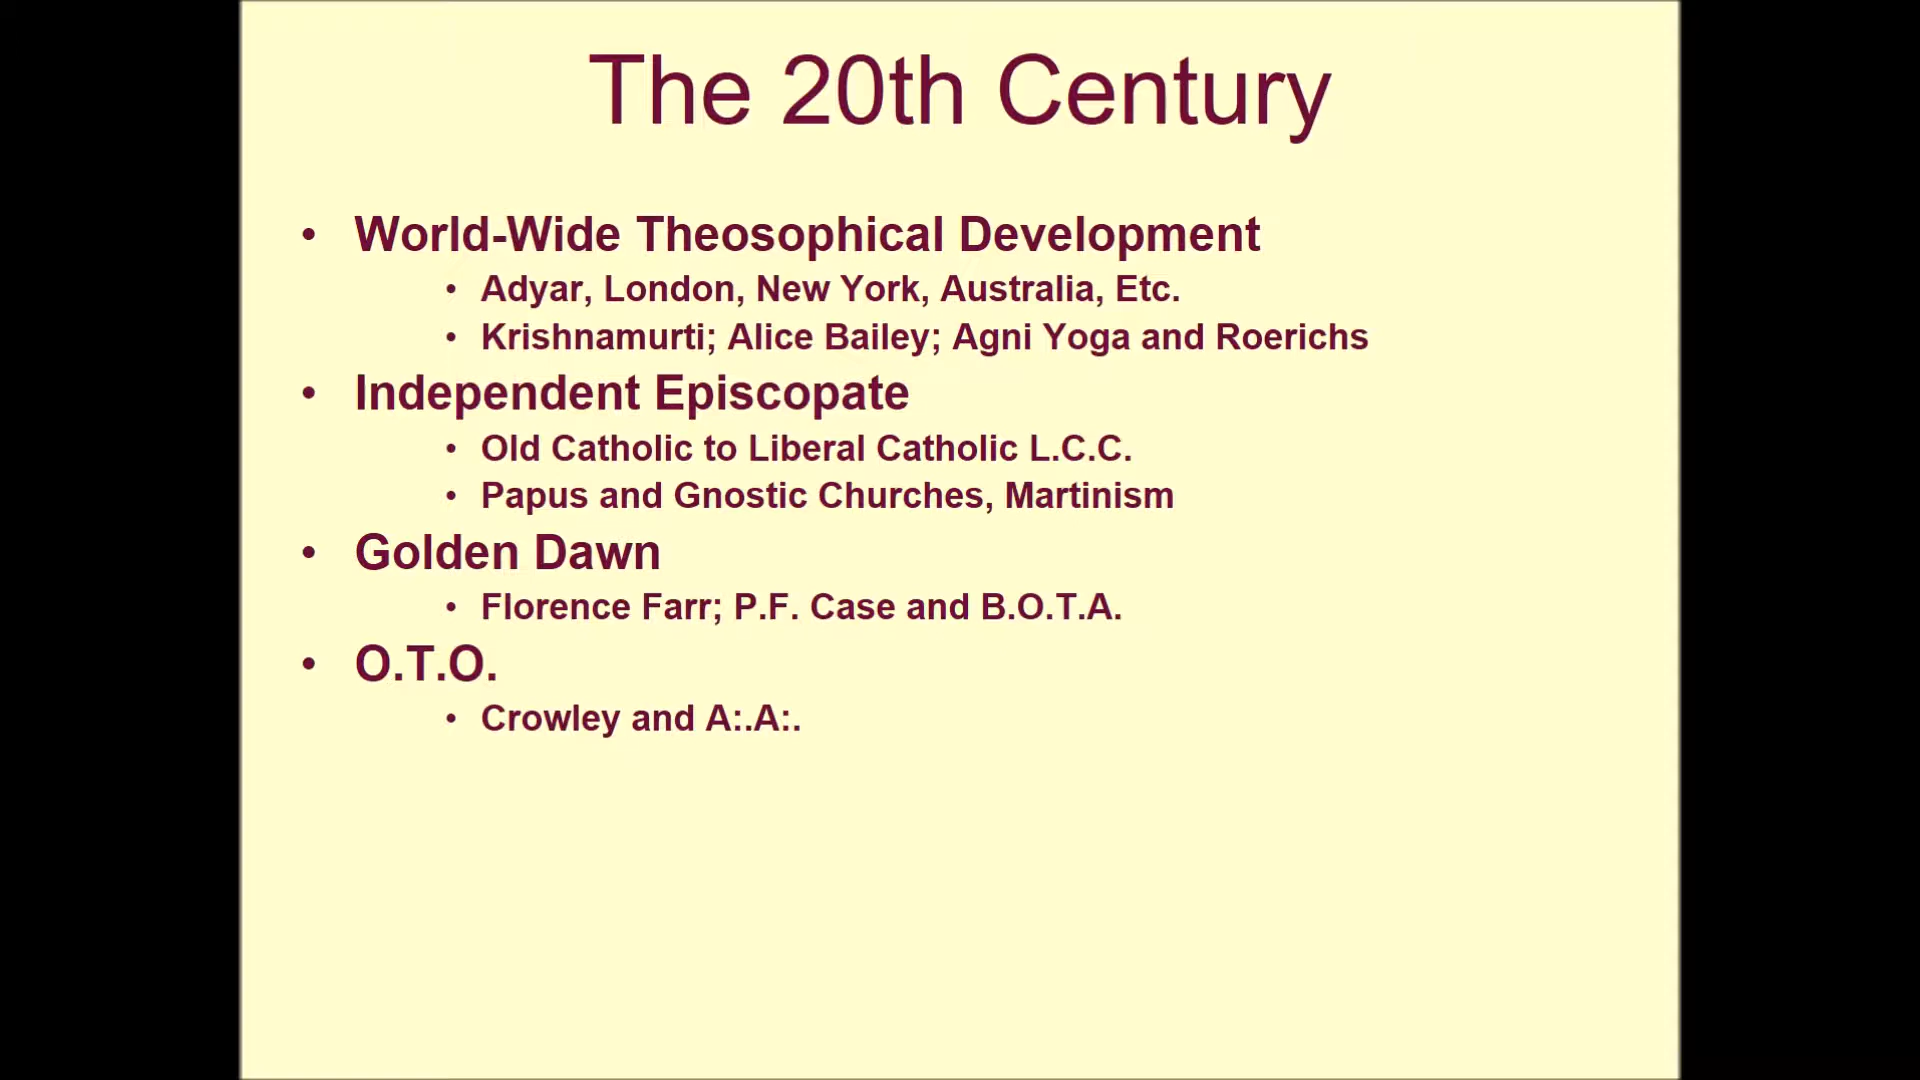 The 20th Century
• World-Wide Theosophical Development
• Adyar, London, New York, Australia, Etc.
• Krishnamurti; Alice Bailey; Agni Yoga and Roerichs
• Independent Episcopate
• Old Catholic to Liberal Catholic L.C.C.
• Papus and Gnostic Churches, Martinism
• Golden Dawn
• Florence Farr; P.F. Case and B.O.T.A.
• O.T.O.
• Crowley and A:.A:.